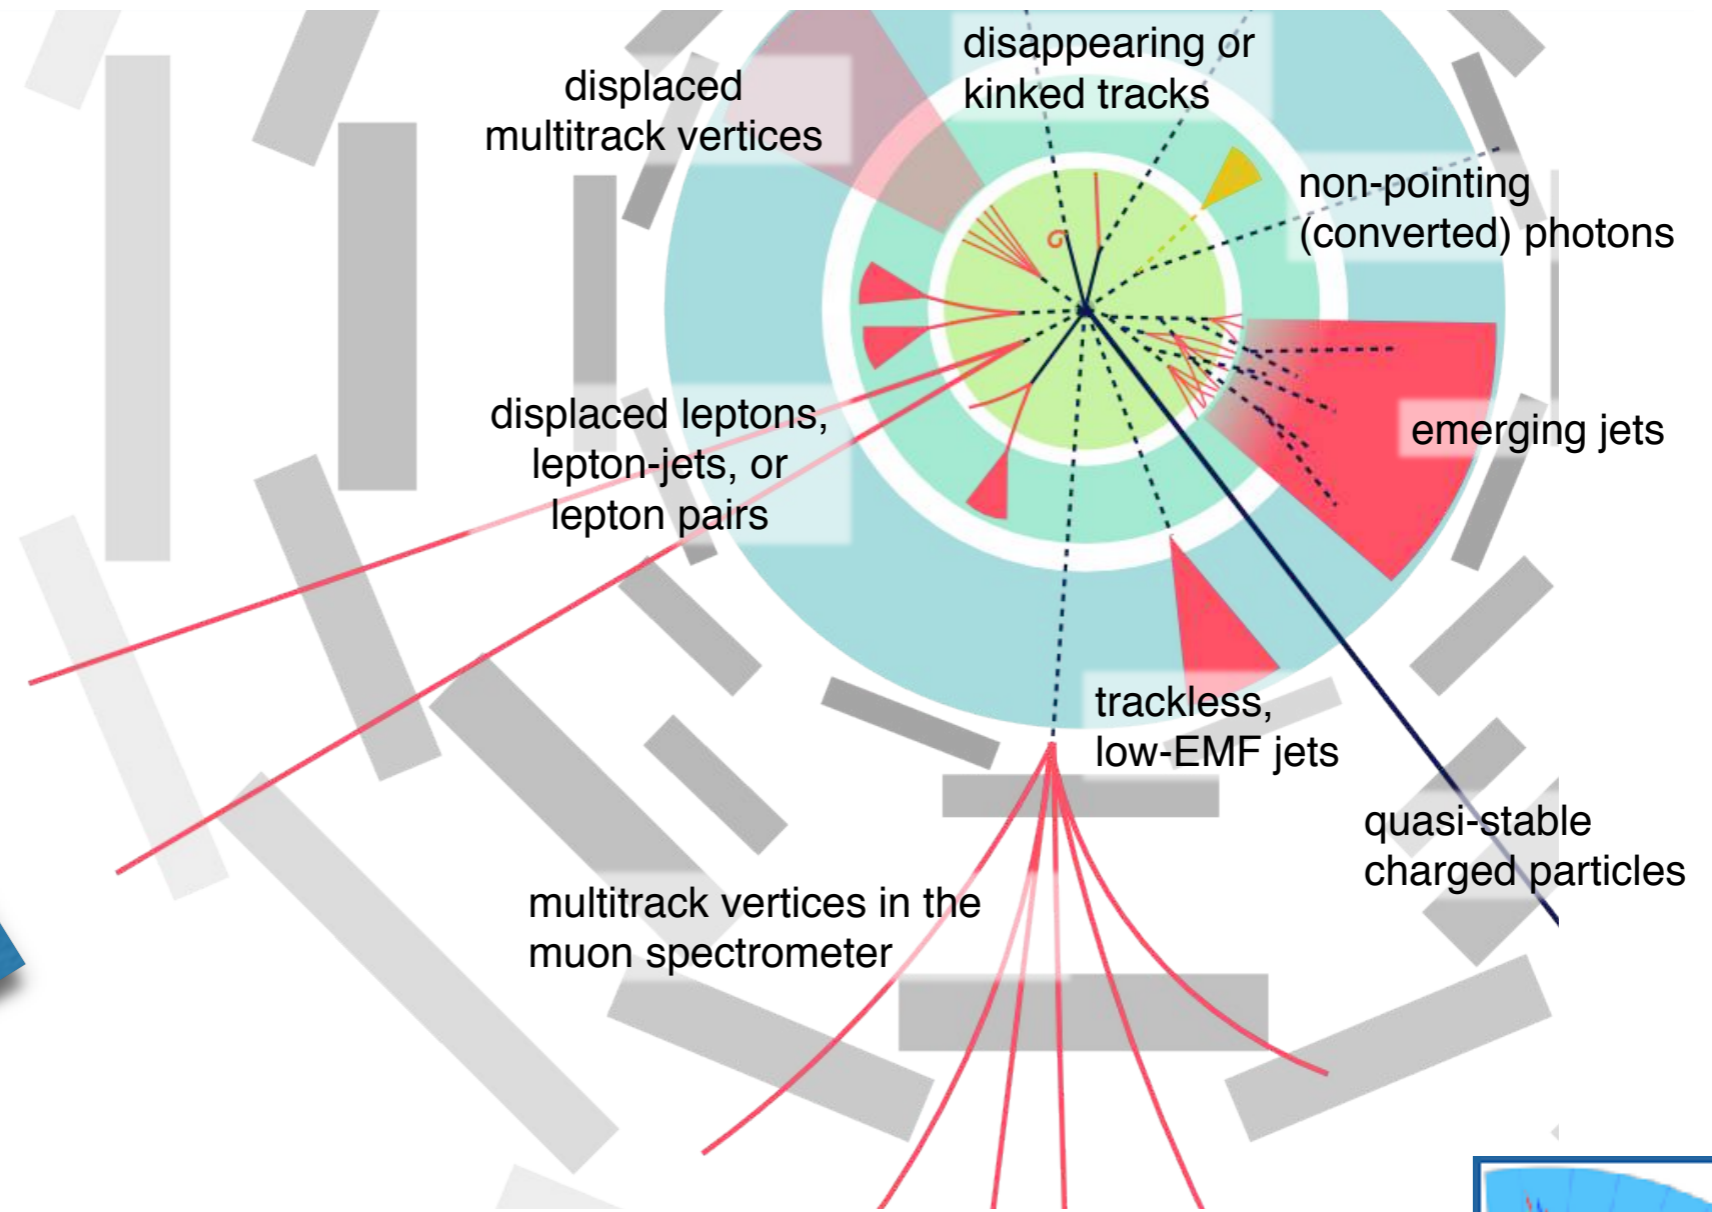 disappearing or
kinked tracks
displaced
multitrack vertices
non-pointing
(converted) photons
displaced leptons,
lepton-jets, or
lepton pairs
emerging jets
trackless,
low-EMF jets
quasi-stable
charged particles
multitrack vertices in the
muon spectrometer